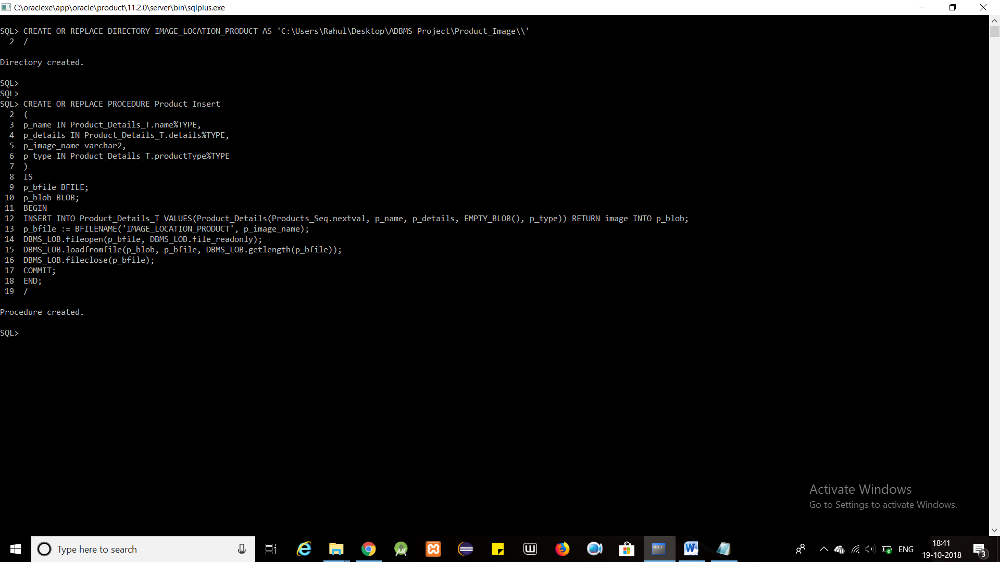 C:\oraclexe\app\oracle\product\11.2.0\server\bin\sqlplus.exe
SQL> CREATE OR REPLACE DIRECTORY IMAGE_LOCATION_PRODUCT AS 'C:\Users\Rahul\Desktop\ADBMS Project\Product_Image\\'
2 /
Directory created.
SQL>
SQL>
SQL> CREATE OR REPLACE PROCEDURE Product_Insert
2 (
3 p_name IN Product_Details_T.name%TYPE,
4 p_details IN Product_Details_T.details%TYPE,
5 p_image_name varchar2,
6 p_type IN Product_Details_T.productType%TYPE
7 )
8 IS
9 p_bfile BFILE;
10 p_blob BLOB;
11 BEGIN
12 INSERT INTO Product_Details_T VALUES(Product_Details(Products_Seq.nextval, p_name, p_details, EMPTY_BLOB(), p_type)) RETURN image INTO p_blob;
13 p_bfile := BFILENAME('IMAGE_LOCATION_PRODUCT', p_image_name);
14 DBMS_LOB.fileopen(p_bfile, DBMS_LOB.file_readonly);
15 DBMS_LOB.loadfromfile(p_blob, p_bfile, DBMS_LOB.getlength(p_bfile));
16 DBMS_LOB.fileclose(p_bfile);
17 COMMIT;
18 END;
19 /
Procedure created.
SQL>
Activate Windows
Go to Settings to activate Windows.
Type here to search
SQL>
ENG
18:41
19-10-2018
3